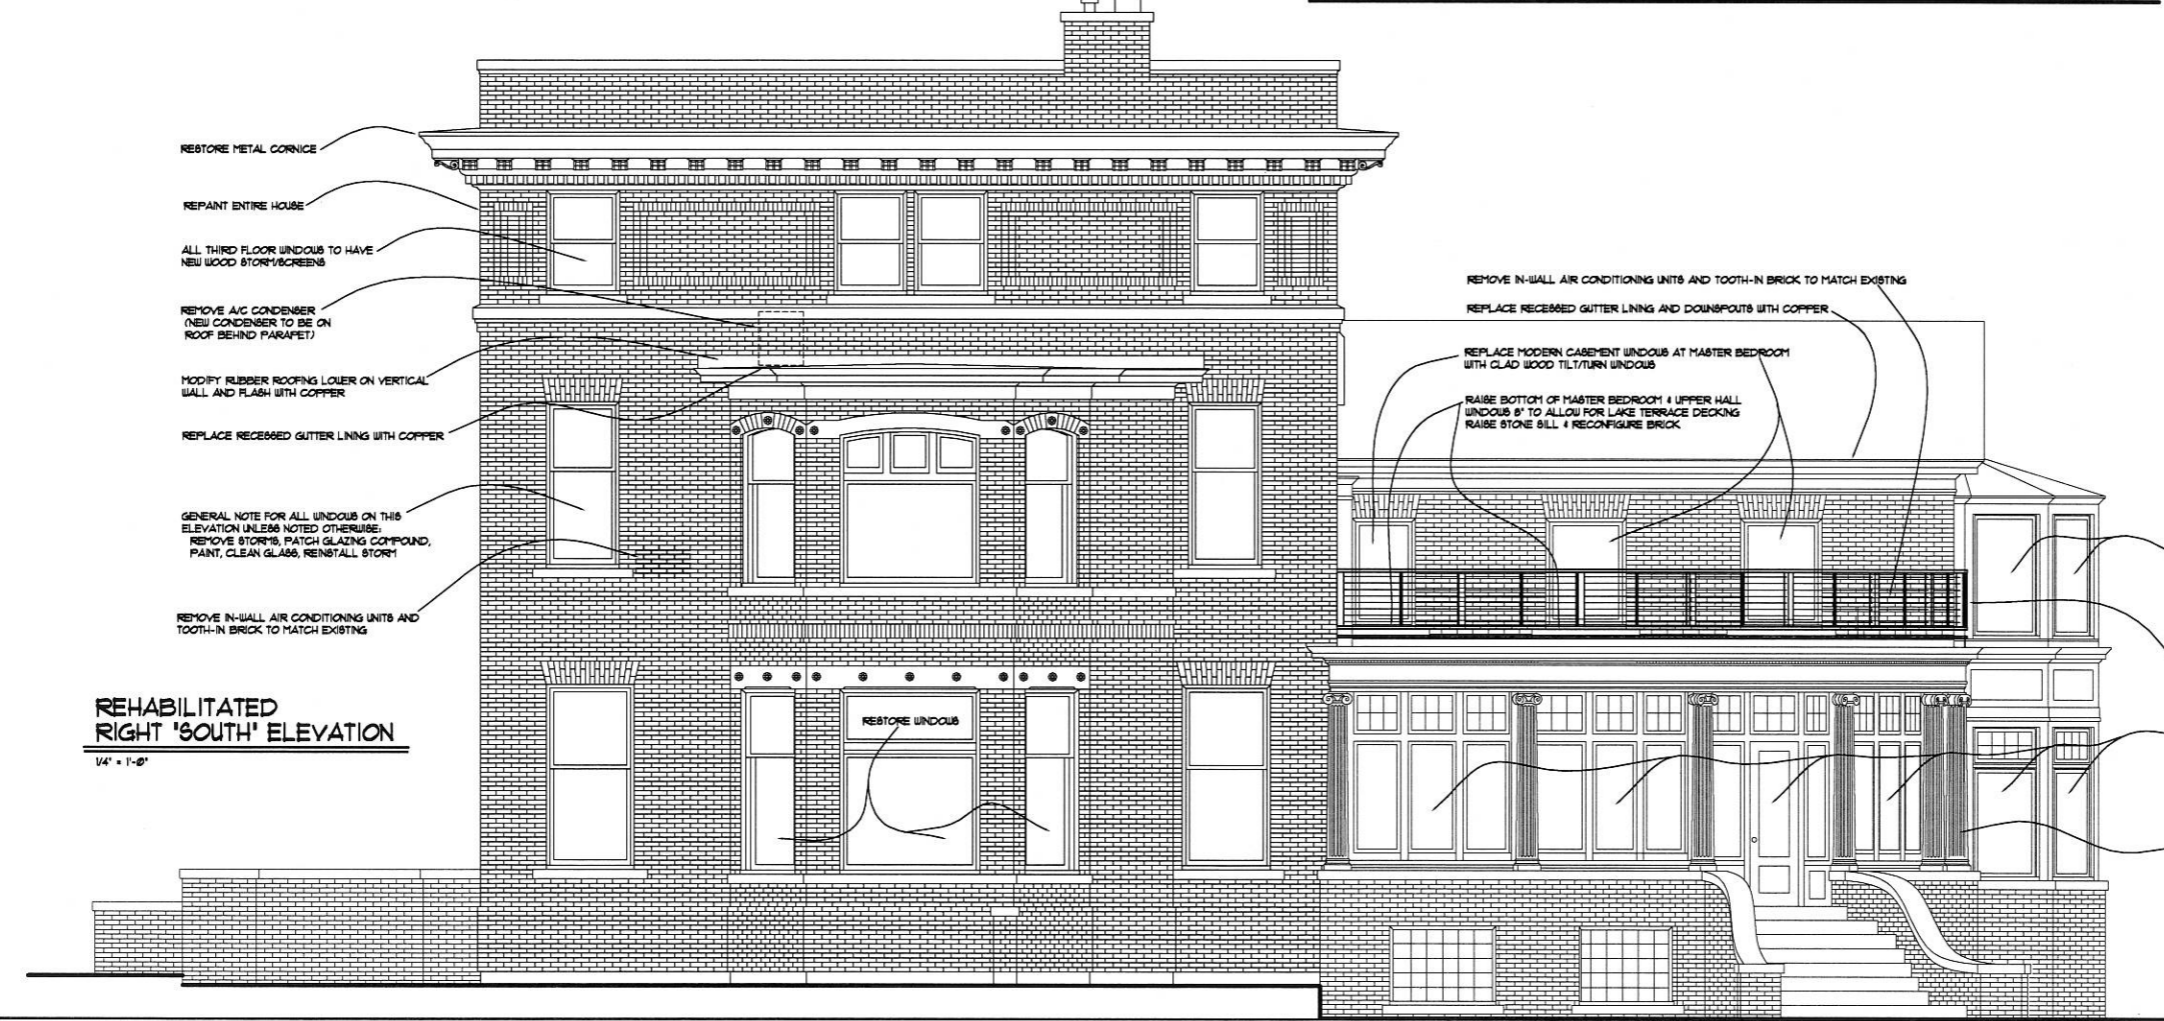 RESTORE METAL CORNICE
REPAINT ENTIRE HOUSE
ALL THIRD FLOOR WINDOWS TO HAVE
NEW WOOD STORM/SCREENS
REMOVE A/C CONDENSER
(NEW CONDENSER TO BE ON
ROOF BEHIND PARAPET)
MODIFY RUBBER ROOFING LOWER ON VERTICAL
WALL AND FLASH WITH COPPER
REPLACE RECESSED GUTTER LINING WITH COPPER
GENERAL NOTE FOR ALL WINDOWS ON THIS
ELEVATION UNLESS NOTED OTHERWISE:
REMOVE STORMS, PATCH GLAZING COMPOUND,
PAINT, CLEAN GLASS, REINSTALL STORM
REMOVE IN-WALL AIR CONDITIONING UNITS AND
TOOTH-IN BRICK TO MATCH EXISTING
REHABILITATED
RIGHT "SOUTH" ELEVATION
1/4" = 1'-0"
RESTORE WINDOWS
REMOVE IN-WALL AIR CONDITIONING UNITS AND TOOTH-IN BRICK TO MATCH EXISTING
REPLACE RECESSED GUTTER LINING AND DOWNSPOUTS WITH COPPER
REPLACE MODERN CASEMENT WINDOWS AT MASTER BEDROOM
WITH CLAD WOOD TILT/TURN WINDOWS
RAISE BOTTOM OF MASTER BEDROOM & UPPER HALL
WINDOWS 8" TO ALLOW FOR LAKE TERRACE DECKING
RAISE STONE SILL & RECONFIGURE BRICK